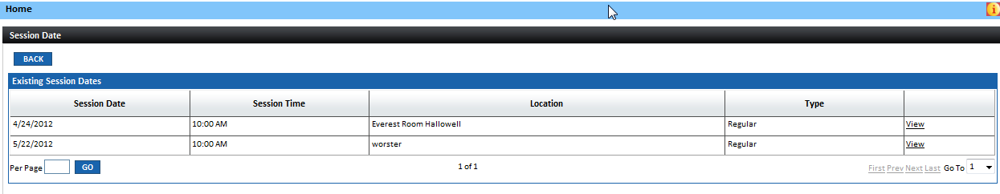 Home
Session Date
BACK
Existing Session Dates
Session Date Session Time Location Type
4/24/2012 10:00 AM Everest Room Hallowell Regular View
5/22/2012 10:00 AM worster Regular View
Per Page GO 1 of 1 First Prev Next Last Go To 1